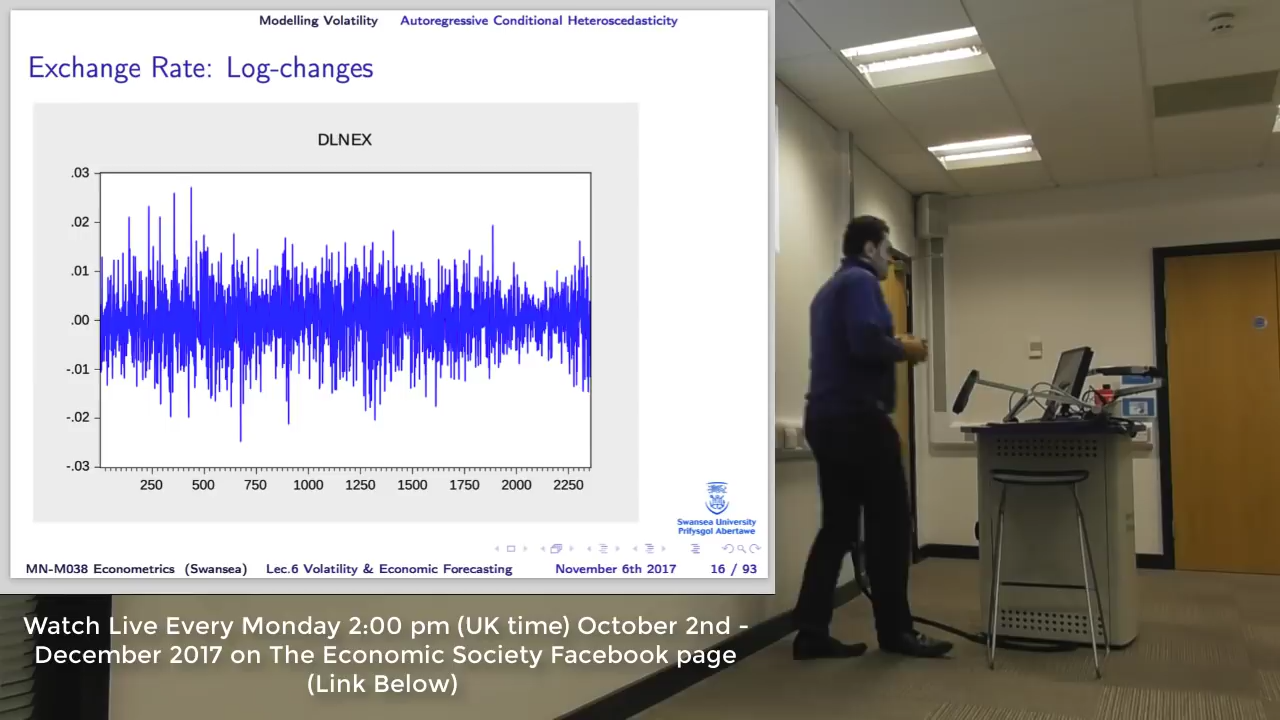 Modelling Volatility Autoregressive Conditional Heteroscedasticity
Exchange Rate: Log-changes
DLNEX
.03
.02
.01
.00
-.01
-.02
-.03
250 500 750 1000 1250 1500 1750 2000 2250
Swansea University
Prifysgol Abertawe
MN-M038 Econometrics (Swansea) Lec.6 Volatility & Economic Forecasting November 6th 2017 16 / 93
Watch Live Every Monday 2:00 pm (UK time) October 2nd -
December 2017 on The Economic Society Facebook page
(Link Below)